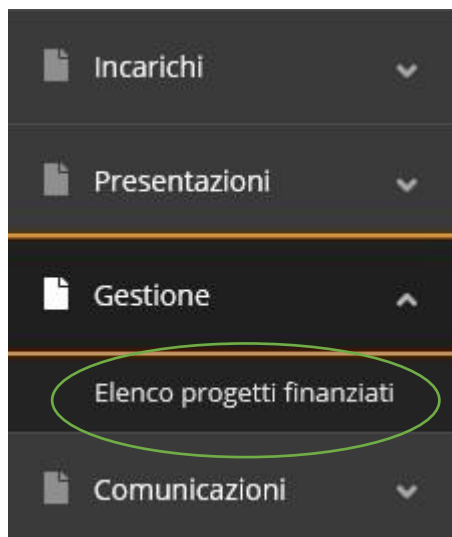 Incarichi
Presentazioni
Gestione
Elenco progetti finanziati
Comunicazioni